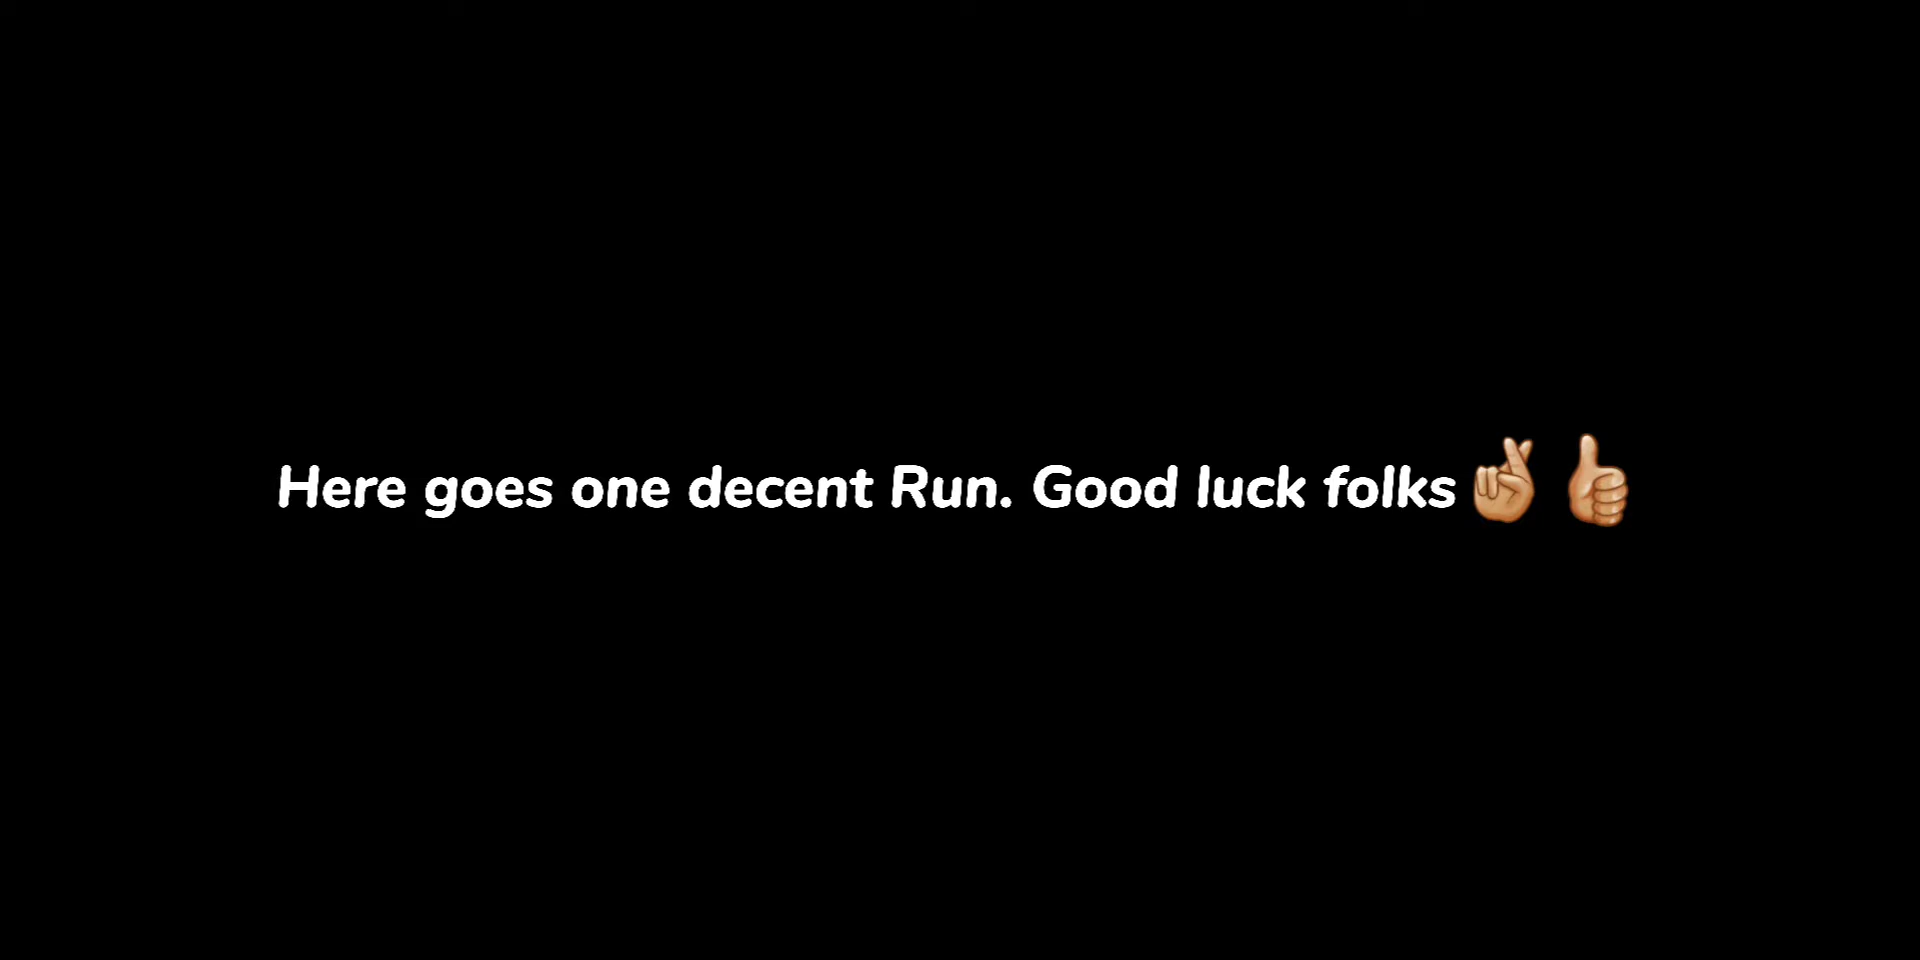 Here goes one decent Run. Good luck folks🤞🏼 👍🏼